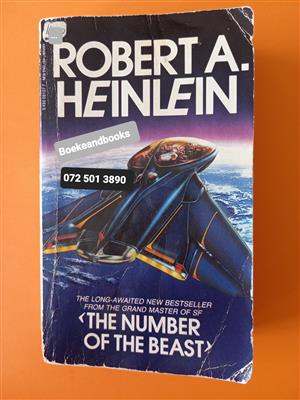 ROBERT A.
HEINLEIN
Boekeandbooks
072 501 3890
THE LONG-AWAITED NEW BESTSELLER
FROM THE GRAND MASTER OF SF
<THE NUMBER
OF THE BEAST>